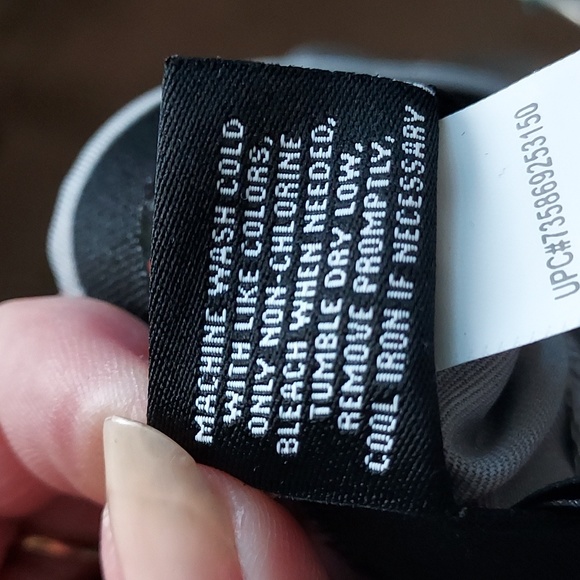 MACHINE WASH COLD
WITH LIKE COLORS,
ONLY NON-CHLORINE
BLEACH WHEN NEEDED,
TUMBLE DRY LOW,
REMOVE PROMPTLY,
COOL IRON IF NECESSARY
UPC#735869253150